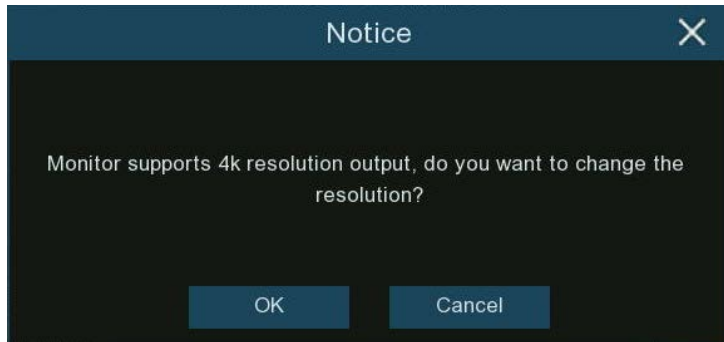 Notice
Monitor supports 4k resolution output, do you want to change the
resolution?
OK
Cancel